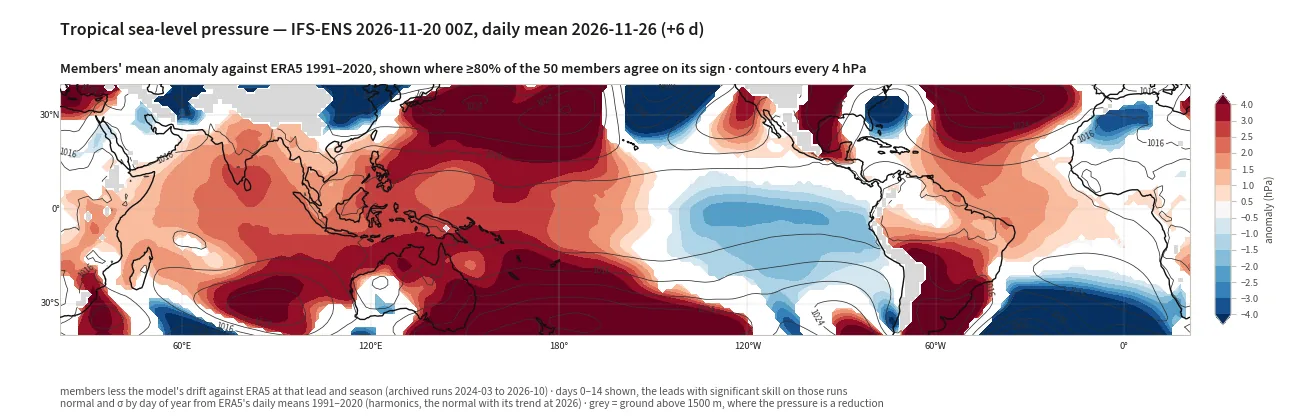 Tropical sea-level pressure — IFS-ENS 2026-11-20 00Z, daily mean 2026-11-26 (+6 d)
Members' mean anomaly against ERA5 1991–2020, shown where ≥80% of the 50 members agree on its sign · contours every 4 hPa
30°N
0°
30°S
60°E
120°E
180°
120°W
60°W
0°
1016
1016
1016
1016
1016
1016
1024
4.0
3.0
2.5
2.0
1.5
1.0
0.5
−0.5
−1.0
−1.5
−2.0
−2.5
−3.0
−4.0
anomaly (hPa)
members less the model's drift against ERA5 at that lead and season (archived runs 2024-03 to 2026-10) · days 0–14 shown, the leads with significant skill on those runs
normal and σ by day of year from ERA5's daily means 1991–2020 (harmonics, the normal with its trend at 2026) · grey = ground above 1500 m, where the pressure is a reduction